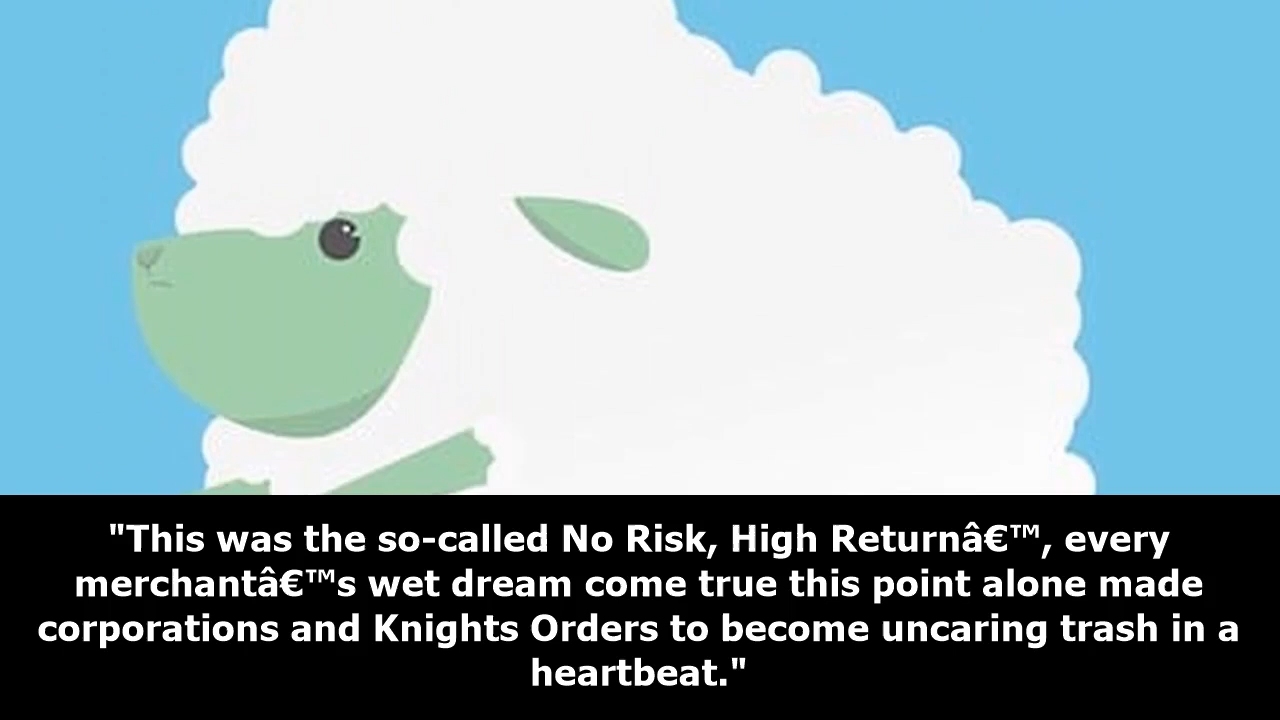 "This was the so-called No Risk, High Returnâ€™, every
merchantâ€™s wet dream come true this point alone made
corporations and Knights Orders to become uncaring trash in a
heartbeat."